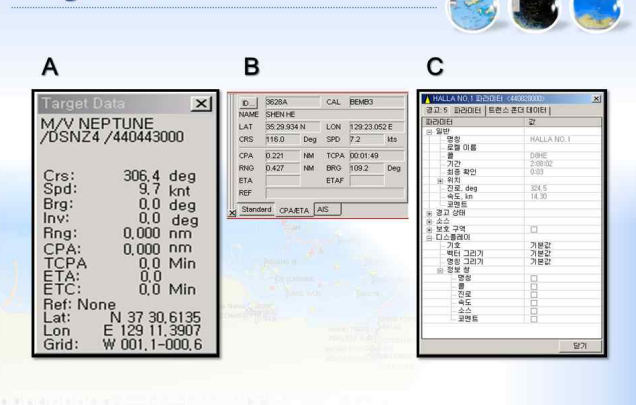 A
B
C
Target Data
M/V NEPTUNE
/DSNZ4 /440443000
Crs: 306.4 deg
Spd: 9.7 knt
Brg: 0.0 deg
Inv: 0.0 deg
Rng: 0.000 nm
CPA: 0.000 nm
TCPA 0.0 Min
ETA: 0.0
ETC: 0.0 Min
Ref: None
Lat: N 37 30.6135
Lon E 129 11.3907
Grid: W 001.1-000.6
ID... 3628A CAL BEMB3
NAME SHEN HE
LAT 35:29.934 N LON 129:23.052 E
CRS 116.0 Deg SPD 7.2 kts
CPA 0.221 NM TCPA 00:01:49
RNG 0.427 NM BRG 109.2 Deg
ETA ETAF
REF
Standard CPA/ETA AIS
HALLA NO.1 파라미터 <440028000>
경고: 5 파라미터 트랜스 폰더 데이터
파라미터 값
일반
명칭 HALLA NO. 1
로컬 이름
콜 D8HE
기간 2:00:02
최종 확인 0:03
위치
진로, deg 324.5
속도, kn 14.30
코멘트
경고 상태
소스
보호 구역
디스플레이
기호 기본값
벡터 그리기 기본값
명칭 그리기 기본값
정보 창
명칭
콜
진로
속도
소스
코멘트
닫기